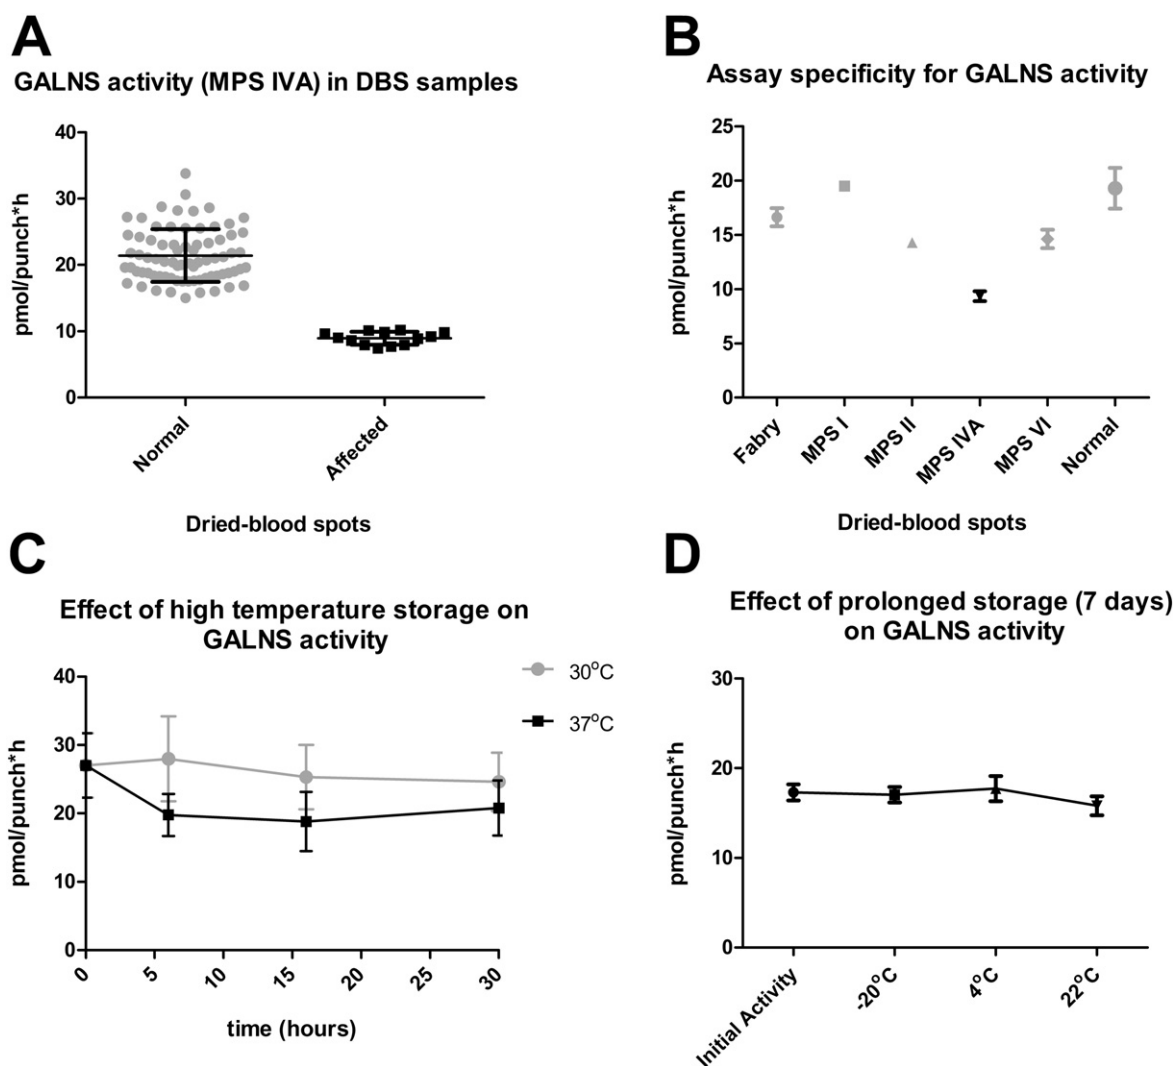 A
GALNS activity (MPS IVA) in DBS samples
pmol/punch*h
40
30
20
10
0
Normal
Affected
Dried-blood spots
B
Assay specificity for GALNS activity
pmol/punch*h
25
20
15
10
5
0
Fabry
MPS I
MPS II
MPS IVA
MPS VI
Normal
Dried-blood spots
C
Effect of high temperature storage on
GALNS activity
30°C
37°C
pmol/punch*h
40
30
20
10
0
0
5
10
15
20
25
30
time (hours)
D
Effect of prolonged storage (7 days)
on GALNS activity
pmol/punch*h
30
20
10
0
Initial Activity
-20°C
4°C
22°C